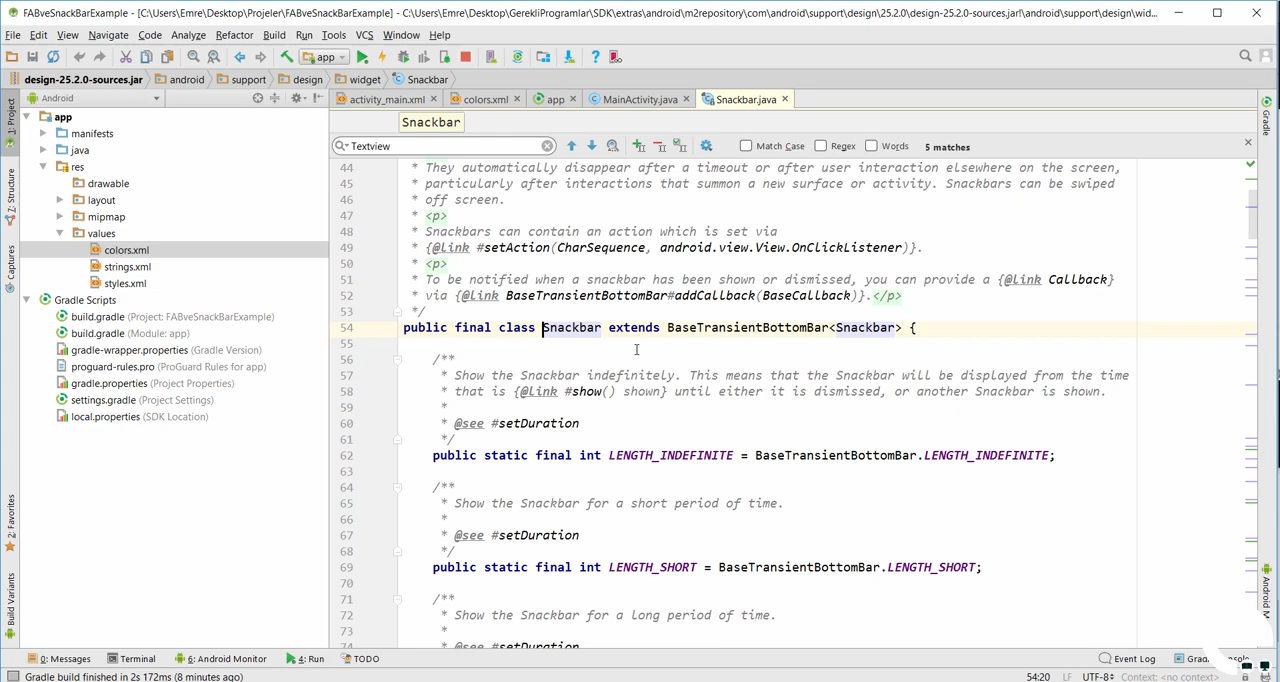 FABveSnackBarExample - [C:\Users\Emre\Desktop\Projeler\FABveSnackBarExample] - C:\Users\Emre\Desktop\GerekliProgramlar\SDK\extras\android\m2repository\com\android\support\design\25.2.0\design-25.2.0-sources.jar!\android\support\design\wid...
File Edit View Navigate Code Analyze Refactor Build Run Tools VCS Window Help
app
design-25.2.0-sources.jar android support design widget Snackbar
Android
activity_main.xml colors.xml app MainActivity.java Snackbar.java
Snackbar
Textview Match Case Regex Words 5 matches
1: Project
Z: Structure
Captures
2: Favorites
Build Variants
app
manifests
java
res
drawable
layout
mipmap
values
colors.xml
strings.xml
styles.xml
Gradle Scripts
build.gradle (Project: FABveSnackBarExample)
build.gradle (Module: app)
gradle-wrapper.properties (Gradle Version)
proguard-rules.pro (ProGuard Rules for app)
gradle.properties (Project Properties)
settings.gradle (Project Settings)
local.properties (SDK Location)
44 * They automatically disappear after a timeout or after user interaction elsewhere on the screen,
45 * particularly after interactions that summon a new surface or activity. Snackbars can be swiped
46 * off screen.
47 * <p>
48 * Snackbars can contain an action which is set via
49 * {@link #setAction(CharSequence, android.view.View.OnClickListener)}.
50 * <p>
51 * To be notified when a snackbar has been shown or dismissed, you can provide a {@link Callback}
52 * via {@link BaseTransientBottomBar#addCallback(BaseCallback)}.</p>
53 */
54 public final class Snackbar extends BaseTransientBottomBar<Snackbar> {
55
56 /**
57 * Show the Snackbar indefinitely. This means that the Snackbar will be displayed from the time
58 * that is {@link #show() shown} until either it is dismissed, or another Snackbar is shown.
59 *
60 * @see #setDuration
61 */
62 public static final int LENGTH_INDEFINITE = BaseTransientBottomBar.LENGTH_INDEFINITE;
63
64 /**
65 * Show the Snackbar for a short period of time.
66 *
67 * @see #setDuration
68 */
69 public static final int LENGTH_SHORT = BaseTransientBottomBar.LENGTH_SHORT;
70
71 /**
72 * Show the Snackbar for a long period of time.
73 *
74 * @see #setDuration
Gradle
Android M
0: Messages Terminal 6: Android Monitor 4: Run TODO Event Log
Gradle build finished in 2s 172ms (8 minutes ago) 54:20 LF UTF-8 Context: <no context>